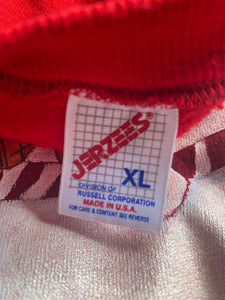 JERZEES®
XL
DIVISION OF
RUSSELL CORPORATION
MADE IN U.S.A.
FOR CARE & CONTENT SEE REVERSE